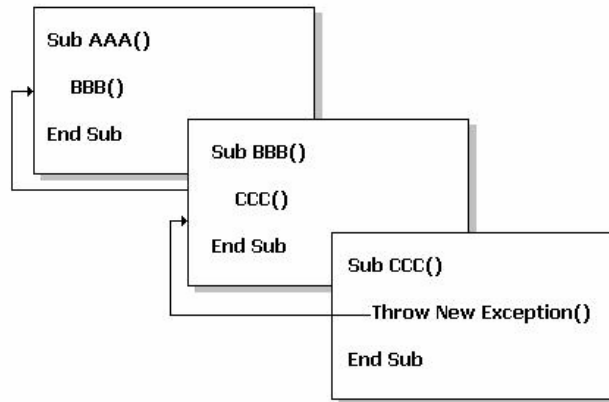 Sub AAA()
BBB()
End Sub
Sub BBB()
CCC()
End Sub
Sub CCC()
Throw New Exception()
End Sub